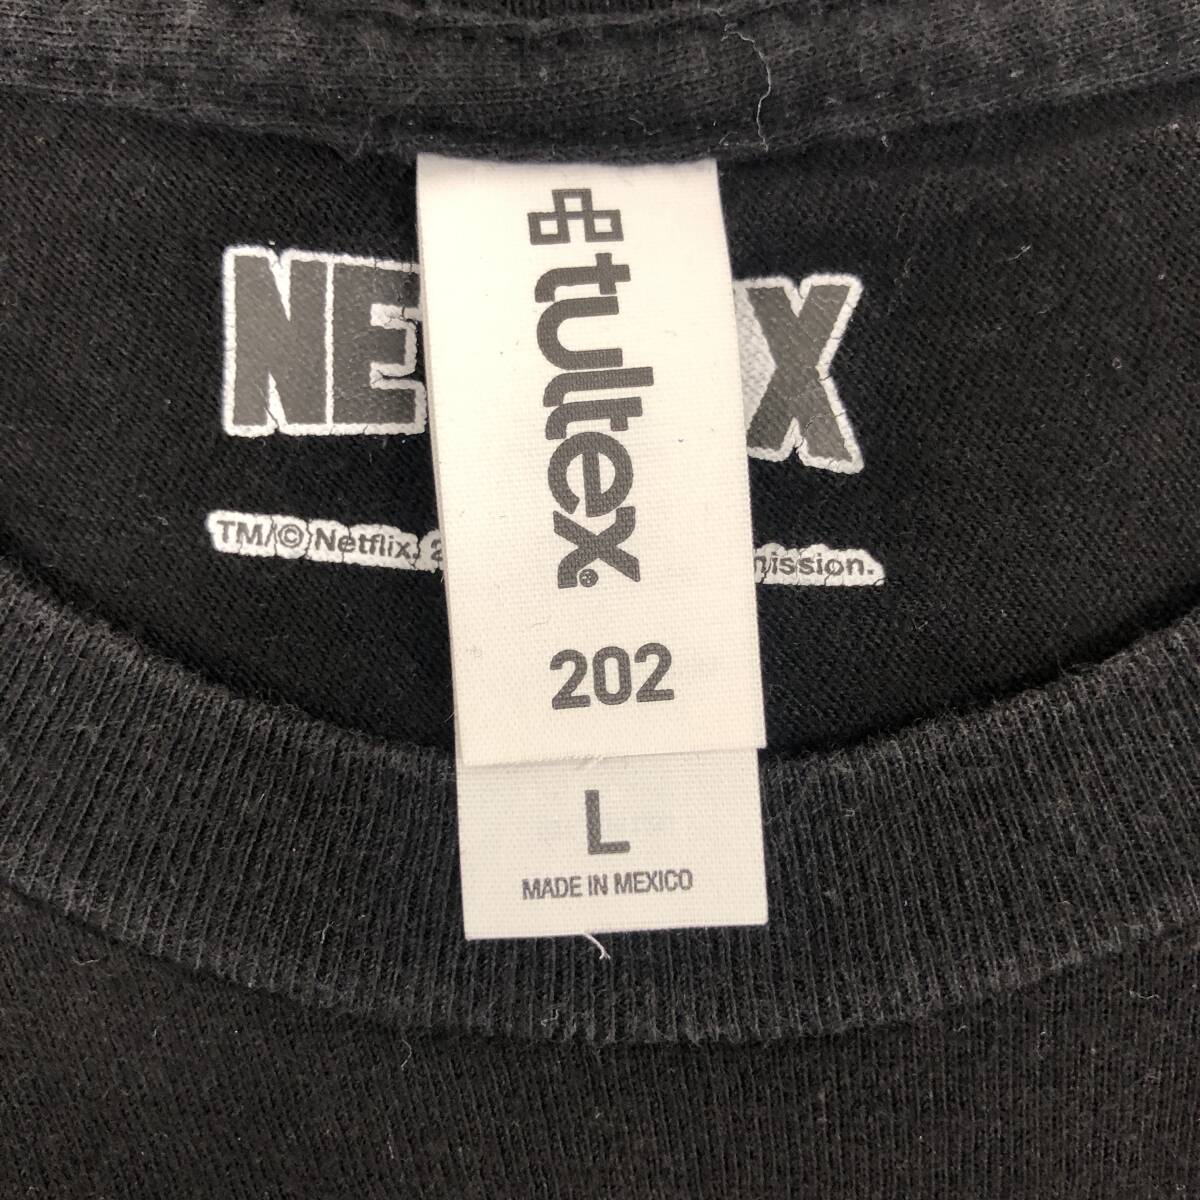 tultex®
NE X
TM/© Netflix. 2 mission.
202
L
MADE IN MEXICO